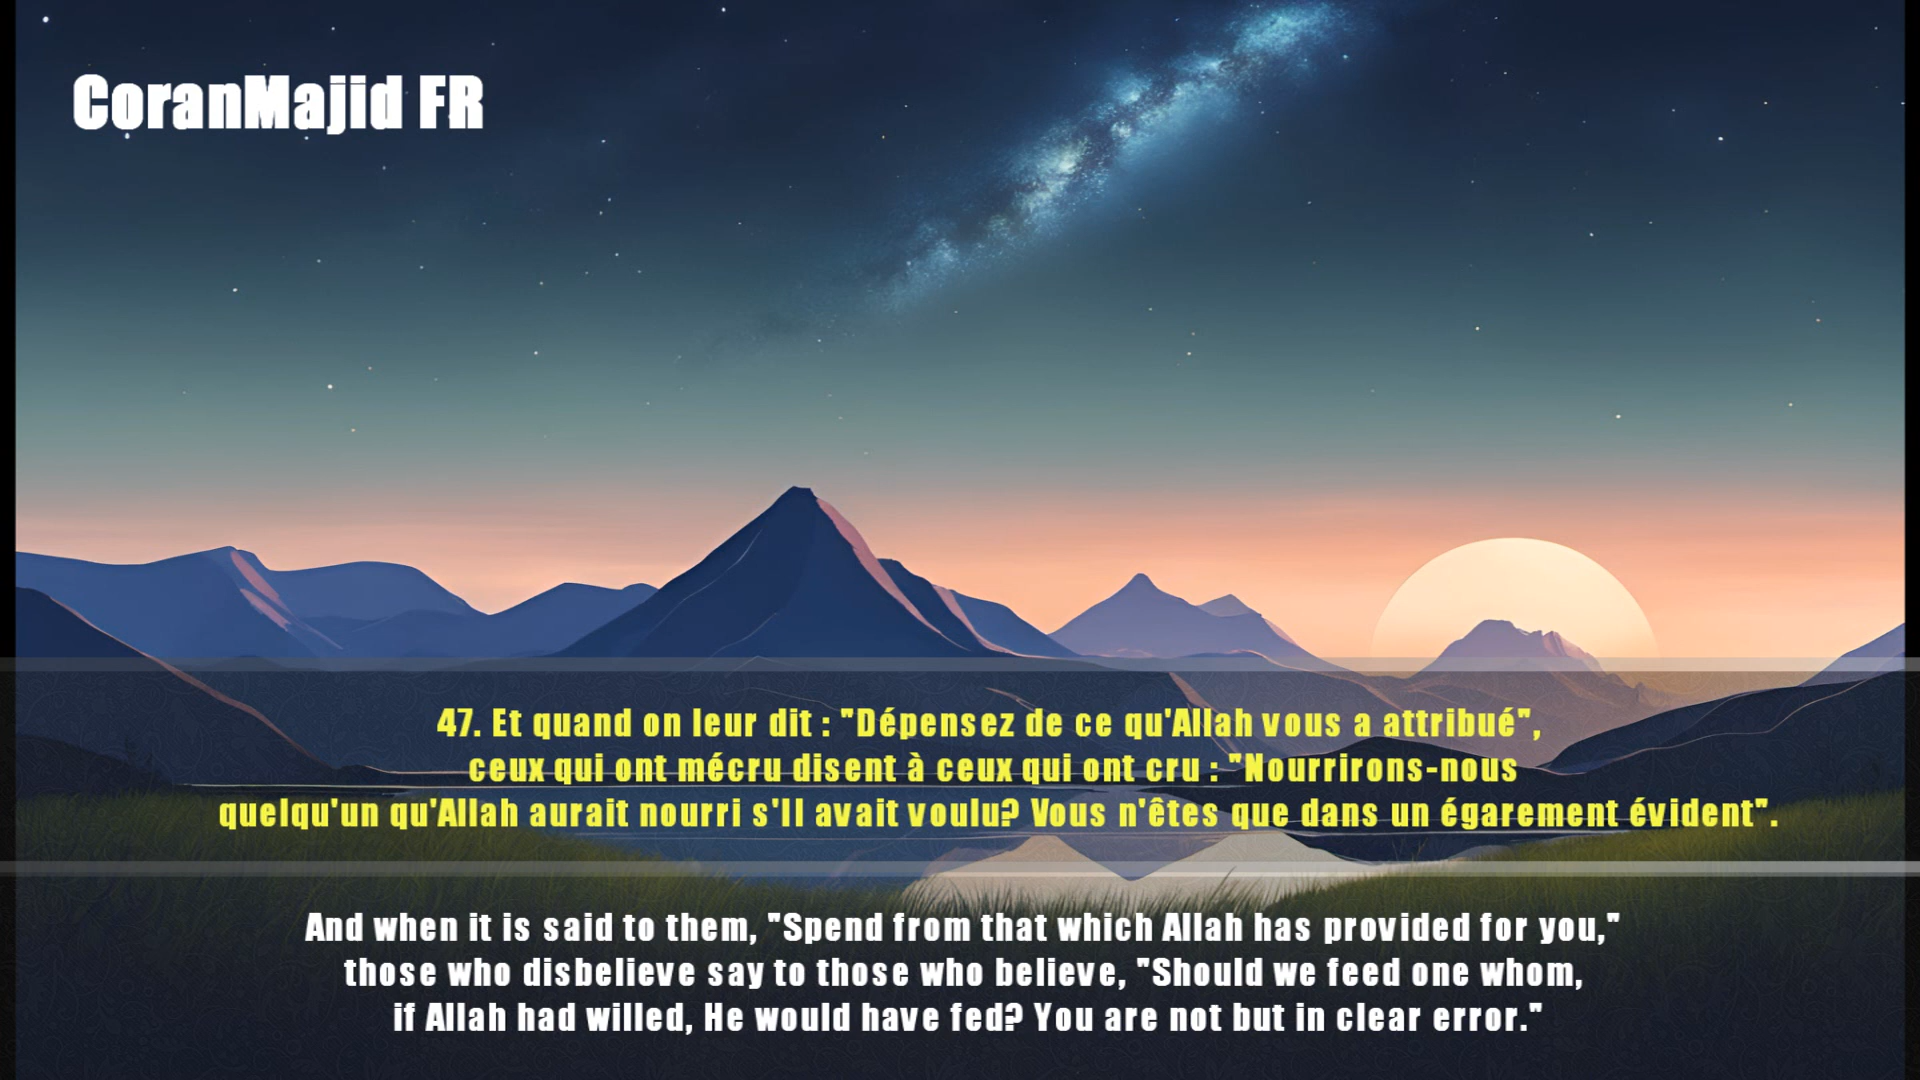 CoranMajid FR
47. Et quand on leur dit : "Dépensez de ce qu'Allah vous a attribué",
ceux qui ont mécru disent à ceux qui ont cru : "Nourrirons-nous
quelqu'un qu'Allah aurait nourri s'Il avait voulu? Vous n'êtes que dans un égarement évident".
And when it is said to them, "Spend from that which Allah has provided for you,"
those who disbelieve say to those who believe, "Should we feed one whom,
if Allah had willed, He would have fed? You are not but in clear error."